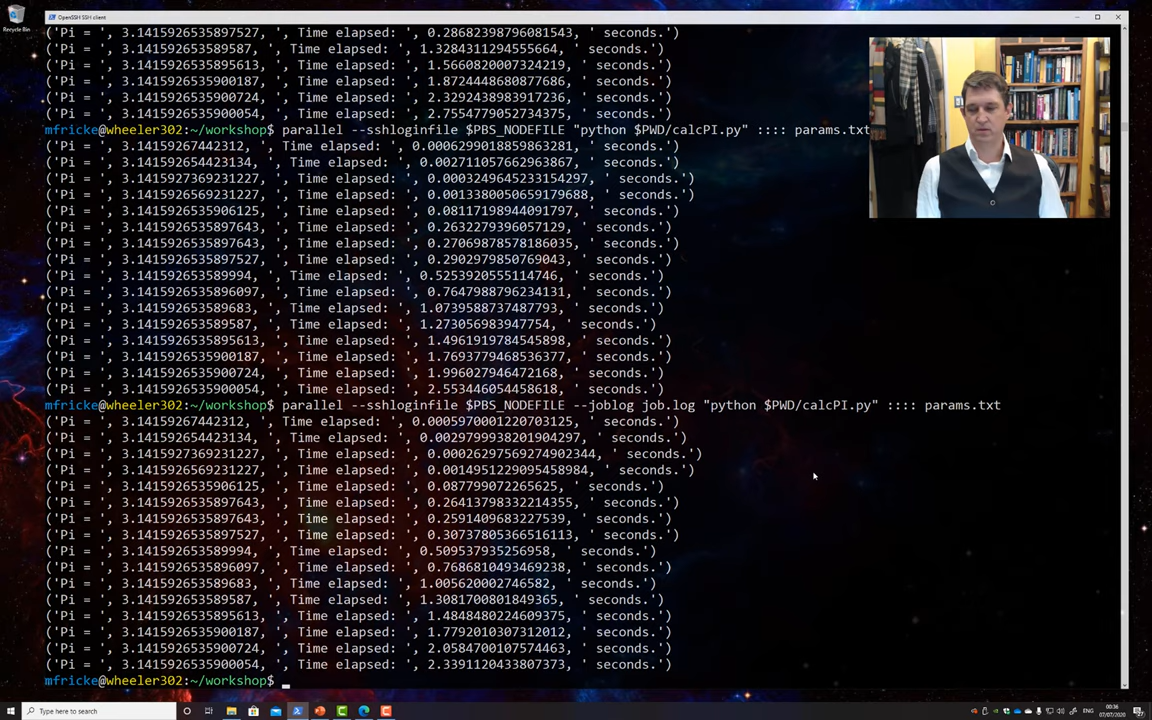 Recycle Bin
OpenSSH SSH client
('Pi = ', 3.1415926535897527, ', Time elapsed: ', 0.28682398796081543, ' seconds.')
('Pi = ', 3.141592653589587, ', Time elapsed: ', 1.3284311294555664, ' seconds.')
('Pi = ', 3.1415926535895613, ', Time elapsed: ', 1.5660820007324219, ' seconds.')
('Pi = ', 3.1415926535900187, ', Time elapsed: ', 1.8724448680877686, ' seconds.')
('Pi = ', 3.1415926535900724, ', Time elapsed: ', 2.3292438983917236, ' seconds.')
('Pi = ', 3.1415926535900054, ', Time elapsed: ', 2.7554779052734375, ' seconds.')
mfricke@wheeler302:~/workshop$ parallel --sshloginfile $PBS_NODEFILE "python $PWD/calcPI.py" :::: params.txt
('Pi = ', 3.14159267442312, ', Time elapsed: ', 0.0006299018859863281, ' seconds.')
('Pi = ', 3.141592654423134, ', Time elapsed: ', 0.002711057662963867, ' seconds.')
('Pi = ', 3.1415927369231227, ', Time elapsed: ', 0.0003249645233154297, ' seconds.')
('Pi = ', 3.1415926569231227, ', Time elapsed: ', 0.0013380050659179688, ' seconds.')
('Pi = ', 3.1415926535906125, ', Time elapsed: ', 0.08117198944091797, ' seconds.')
('Pi = ', 3.1415926535897643, ', Time elapsed: ', 0.2632279396057129, ' seconds.')
('Pi = ', 3.1415926535897643, ', Time elapsed: ', 0.27069878578186035, ' seconds.')
('Pi = ', 3.1415926535897527, ', Time elapsed: ', 0.2902979850769043, ' seconds.')
('Pi = ', 3.141592653589994, ', Time elapsed: ', 0.5253920555114746, ' seconds.')
('Pi = ', 3.1415926535896097, ', Time elapsed: ', 0.7647988796234131, ' seconds.')
('Pi = ', 3.141592653589683, ', Time elapsed: ', 1.0739588737487793, ' seconds.')
('Pi = ', 3.141592653589587, ', Time elapsed: ', 1.273056983947754, ' seconds.')
('Pi = ', 3.1415926535895613, ', Time elapsed: ', 1.4961919784545898, ' seconds.')
('Pi = ', 3.1415926535900187, ', Time elapsed: ', 1.7693779468536377, ' seconds.')
('Pi = ', 3.1415926535900724, ', Time elapsed: ', 1.996027946472168, ' seconds.')
('Pi = ', 3.1415926535900054, ', Time elapsed: ', 2.553446054458618, ' seconds.')
mfricke@wheeler302:~/workshop$ parallel --sshloginfile $PBS_NODEFILE --joblog job.log "python $PWD/calcPI.py" :::: params.txt
('Pi = ', 3.14159267442312, ', Time elapsed: ', 0.0005970001220703125, ' seconds.')
('Pi = ', 3.141592654423134, ', Time elapsed: ', 0.0029799938201904297, ' seconds.')
('Pi = ', 3.1415927369231227, ', Time elapsed: ', 0.00026297569274902344, ' seconds.')
('Pi = ', 3.1415926569231227, ', Time elapsed: ', 0.0014951229095458984, ' seconds.')
('Pi = ', 3.1415926535906125, ', Time elapsed: ', 0.087799072265625, ' seconds.')
('Pi = ', 3.1415926535897643, ', Time elapsed: ', 0.26413798332214355, ' seconds.')
('Pi = ', 3.1415926535897643, ', Time elapsed: ', 0.2591409683227539, ' seconds.')
('Pi = ', 3.1415926535897527, ', Time elapsed: ', 0.30737805366516113, ' seconds.')
('Pi = ', 3.141592653589994, ', Time elapsed: ', 0.509537935256958, ' seconds.')
('Pi = ', 3.1415926535896097, ', Time elapsed: ', 0.7686810493469238, ' seconds.')
('Pi = ', 3.141592653589683, ', Time elapsed: ', 1.005620002746582, ' seconds.')
('Pi = ', 3.141592653589587, ', Time elapsed: ', 1.3081700801849365, ' seconds.')
('Pi = ', 3.1415926535895613, ', Time elapsed: ', 1.4848480224609375, ' seconds.')
('Pi = ', 3.1415926535900187, ', Time elapsed: ', 1.7792010307312012, ' seconds.')
('Pi = ', 3.1415926535900724, ', Time elapsed: ', 2.0584700107574463, ' seconds.')
('Pi = ', 3.1415926535900054, ', Time elapsed: ', 2.3391120433807373, ' seconds.')
mfricke@wheeler302:~/workshop$
Type here to search
ENG
00:36
07/07/2020